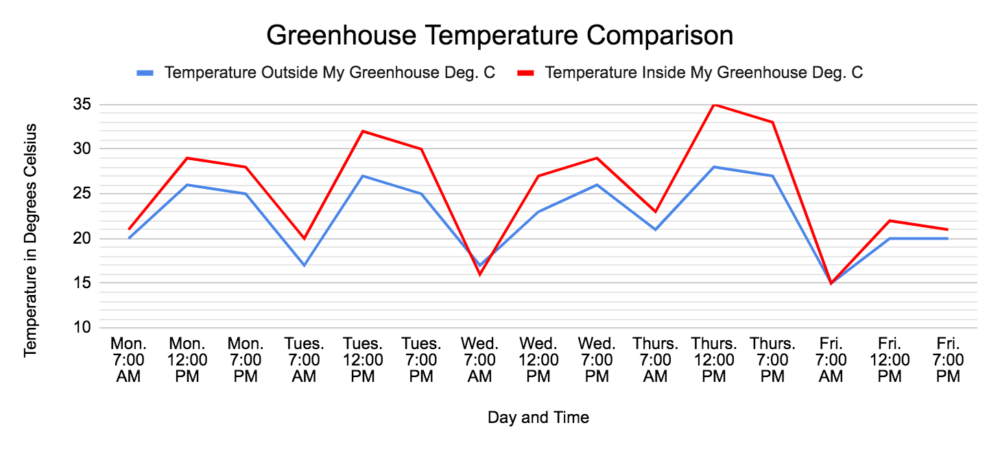 Greenhouse Temperature Comparison
Temperature Outside My Greenhouse Deg. C Temperature Inside My Greenhouse Deg. C
Temperature in Degrees Celsius
35
30
25
20
15
10
Mon. Mon. Mon. Tues. Tues. Tues. Wed. Wed. Wed. Thurs. Thurs. Thurs. Fri. Fri. Fri.
7:00 12:00 7:00 7:00 12:00 7:00 7:00 12:00 7:00 7:00 12:00 7:00 7:00 12:00 7:00
AM PM PM AM PM PM AM PM PM AM PM PM AM PM PM
Day and Time